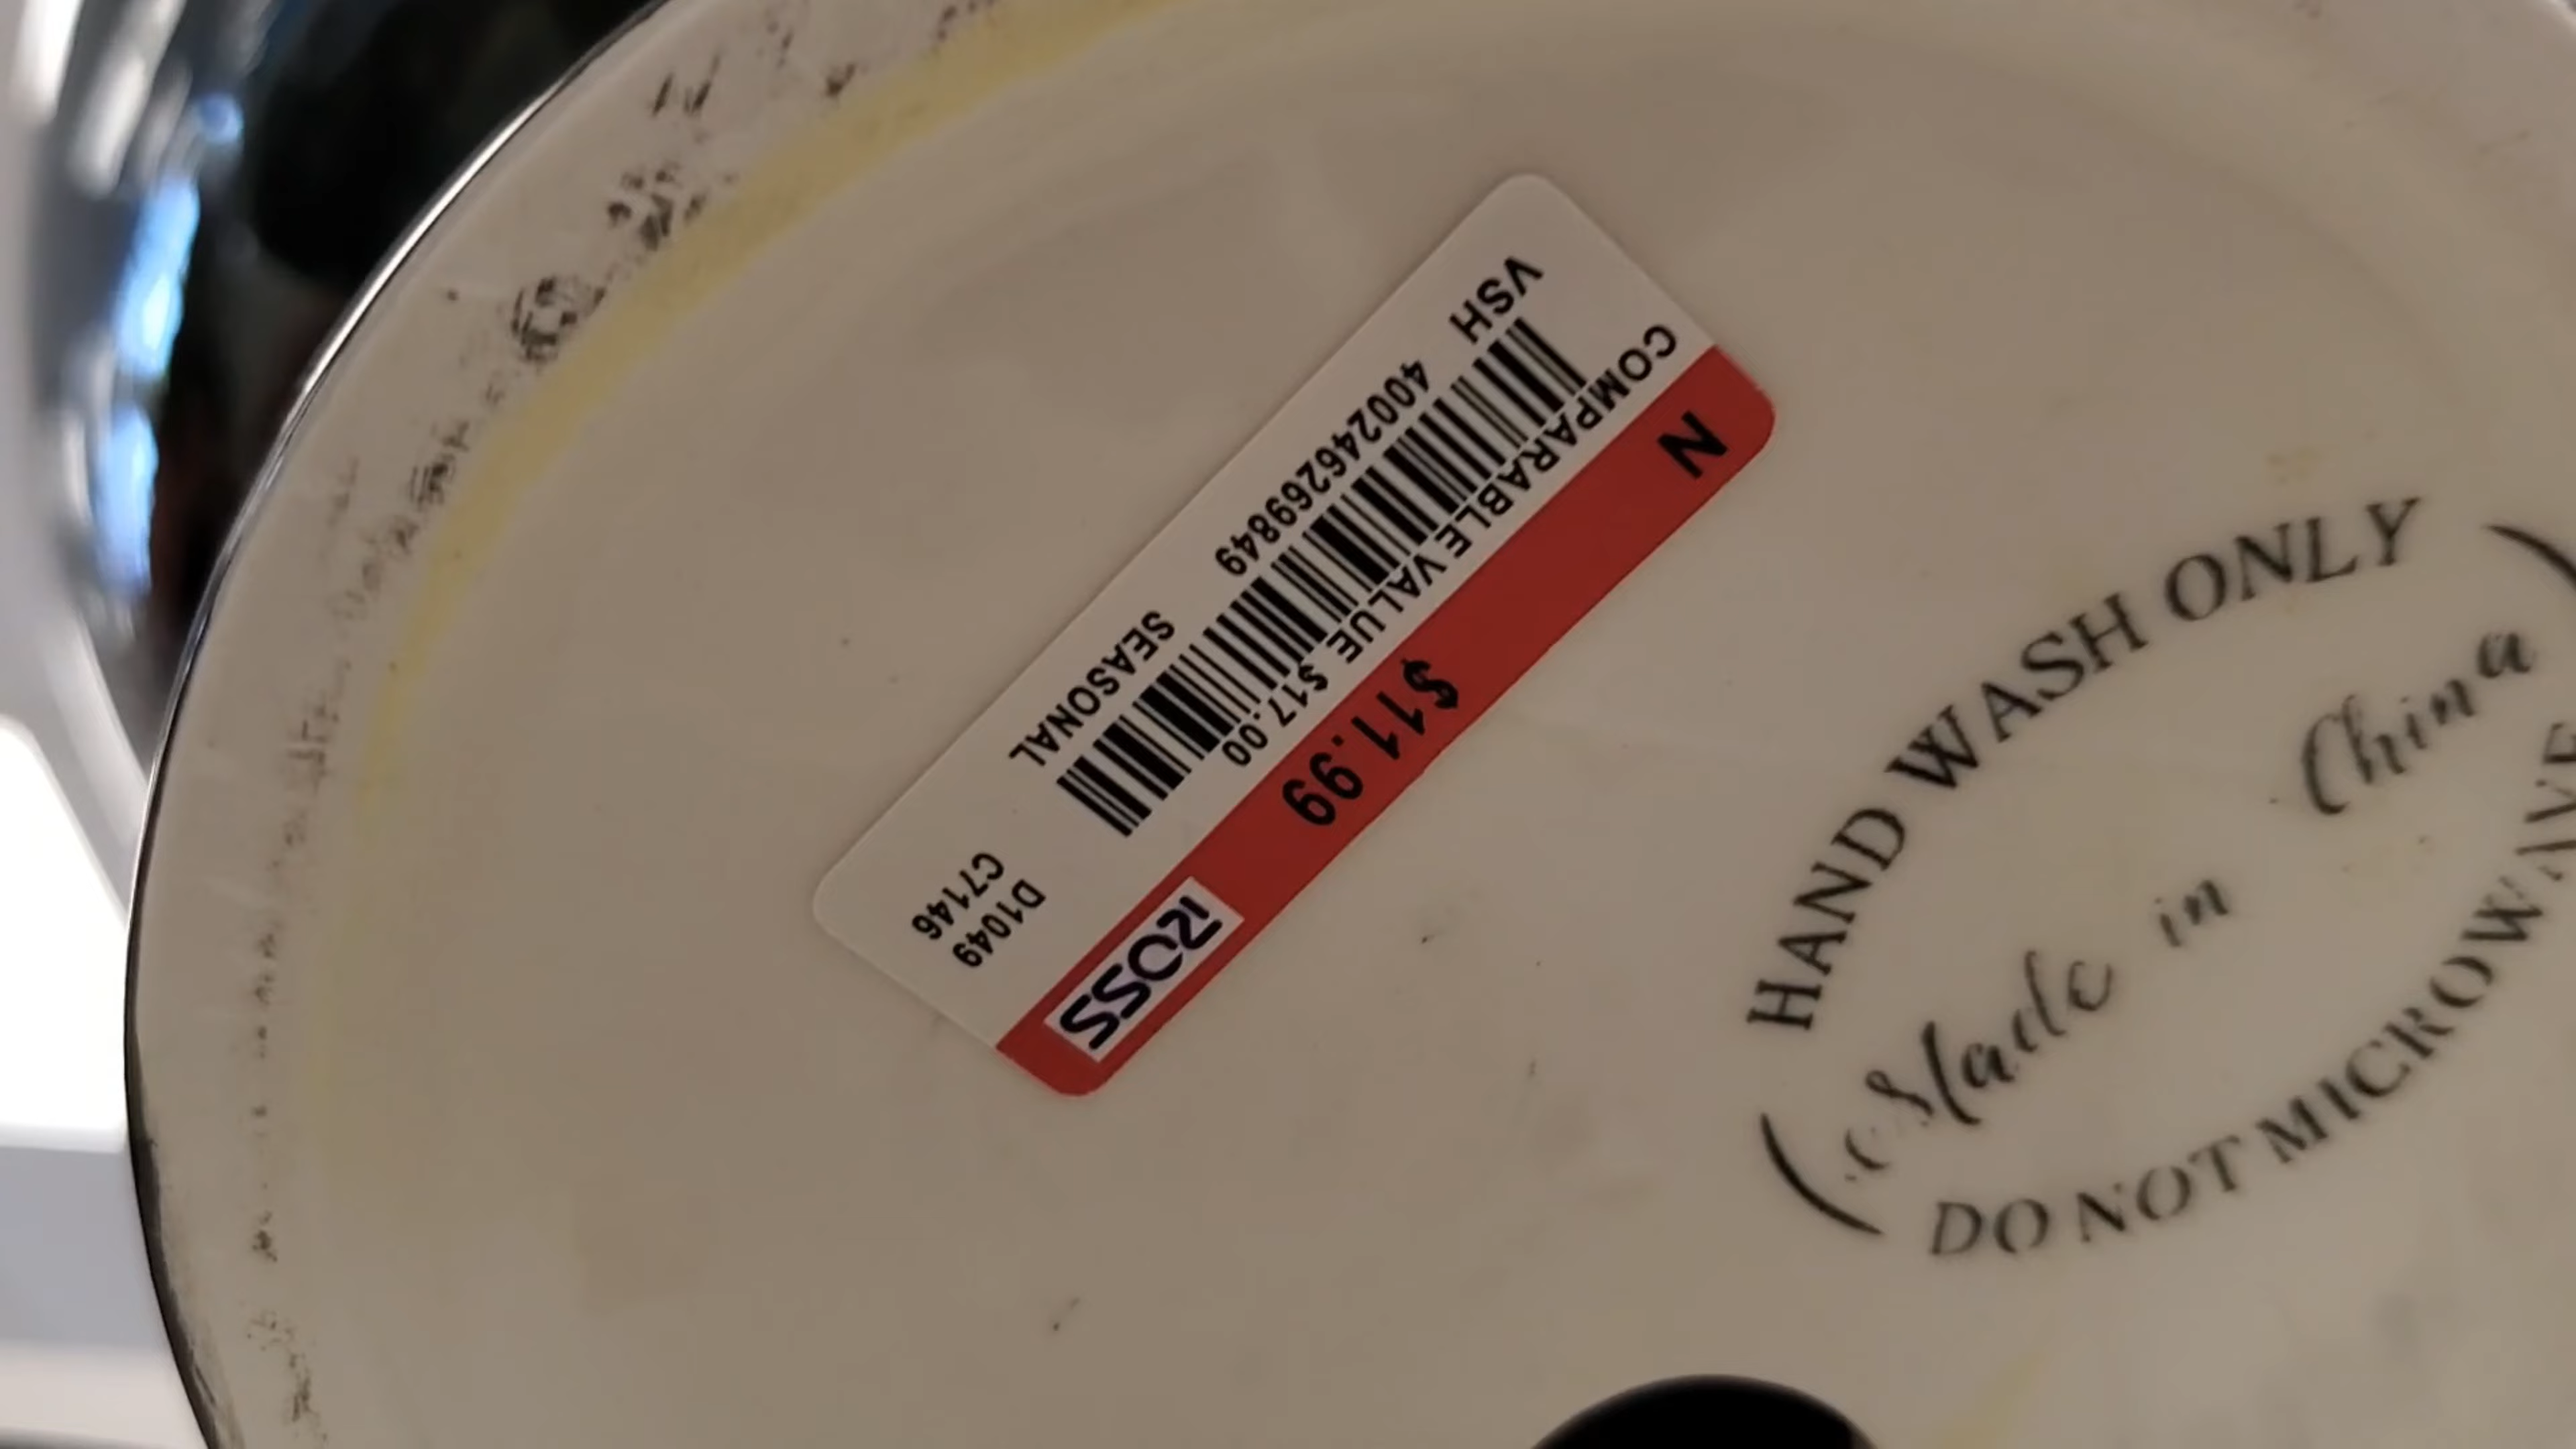 D1049
C7146
SEASONAL
400246269849
VSH
COMPARABLE VALUE $17.00
ROSS
$11.99
N
HAND WASH ONLY
Made in China
DO NOT MICROWAVE